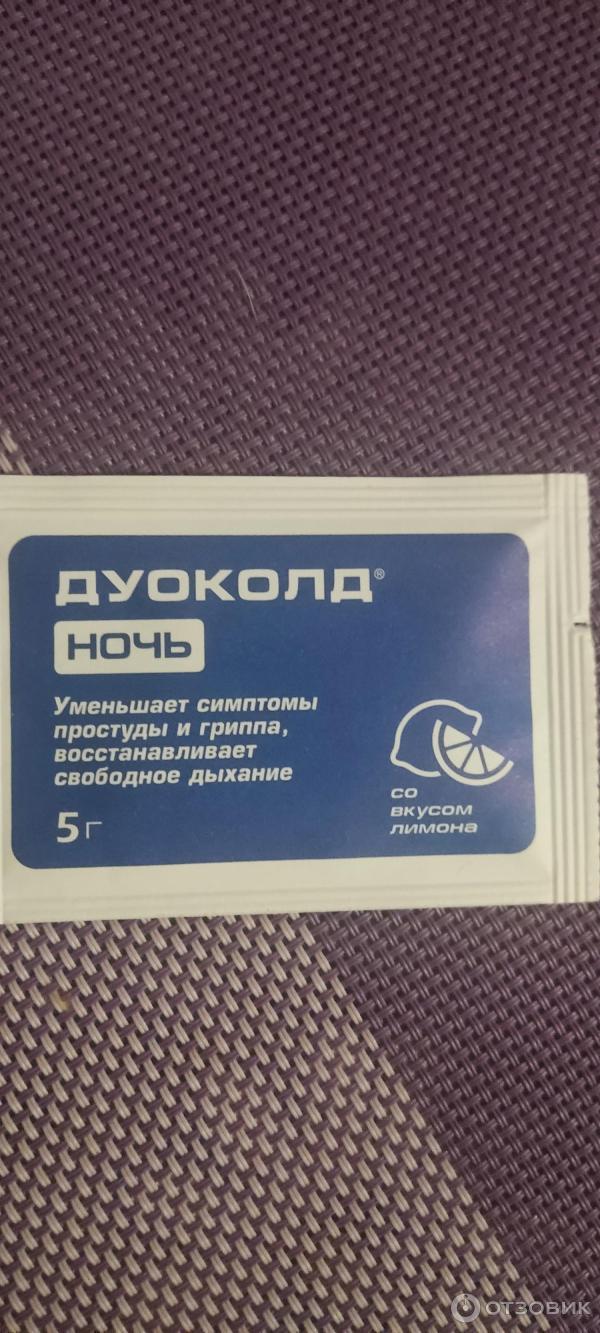 ДУОКОЛД®
НОЧЬ
Уменьшает симптомы
простуды и гриппа,
восстанавливает
свободное дыхание
5 г
со
вкусом
лимона
ОТЗОВИК